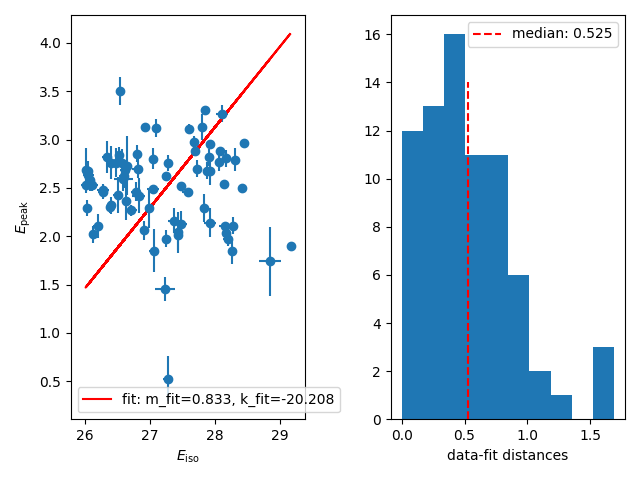 4.0
3.5
3.0
2.5
2.0
1.5
1.0
0.5
E_peak
fit: m_fit=0.833, k_fit=-20.208
26 27 28 29
E_iso
median: 0.525
16
14
12
10
8
6
4
2
0
0.0 0.5 1.0 1.5
data-fit distances